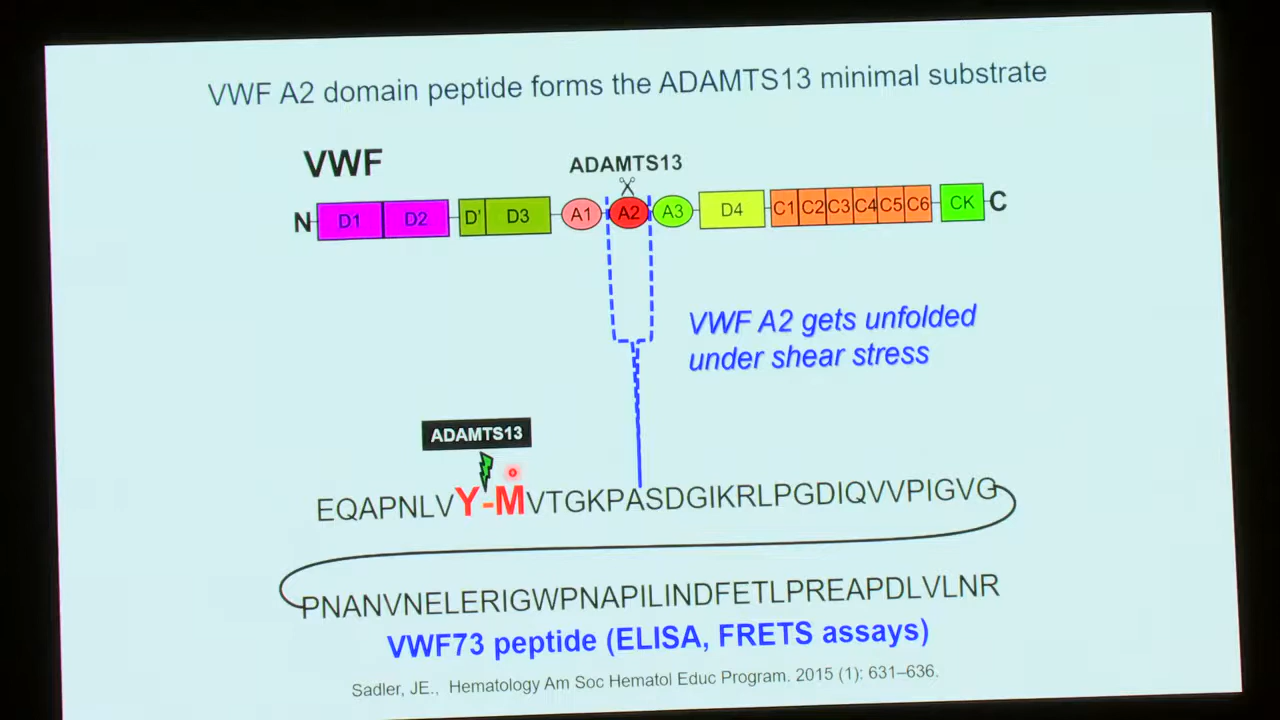 VWF A2 domain peptide forms the ADAMTS13 minimal substrate
VWF
ADAMTS13
N D1 D2 D' D3 A1 A2 A3 D4 C1 C2 C3 C4 C5 C6 CK C
VWF A2 gets unfolded
under shear stress
ADAMTS13
EQAPNLVY-MVTGKPASDGIKRLPGDIQVVPIGVG
PNANVNELERIGWPNAPILINDFETLPREAPDLVLNR
VWF73 peptide (ELISA, FRETS assays)
Sadler, JE., Hematology Am Soc Hematol Educ Program. 2015 (1): 631–636.